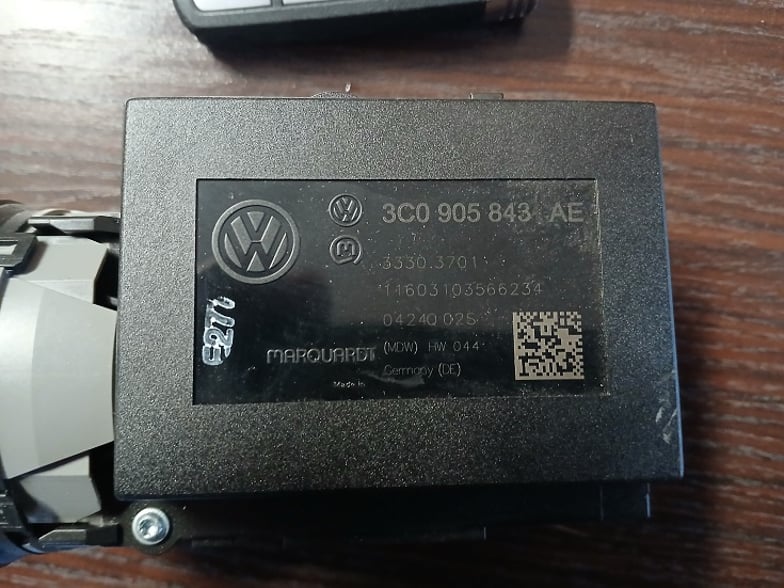 3C0 905 843 AE
3330.3701
11603103566234
04240 02S
MARQUARDT
(MDW) HW 044
Germany (DE)
Made in